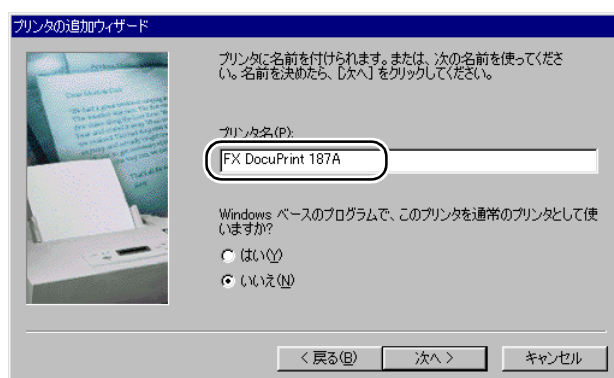 プリンタの追加ウィザード
プリンタに名前を付けられます。または、次の名前を使ってくださ
い。名前を決めたら、[次へ] をクリックしてください。
プリンタ名(P):
FX DocuPrint 187A
Windows ベースのプログラムで、このプリンタを通常のプリンタとして使
いますか?
はい(Y)
いいえ(N)
< 戻る(B)
次へ >
キャンセル